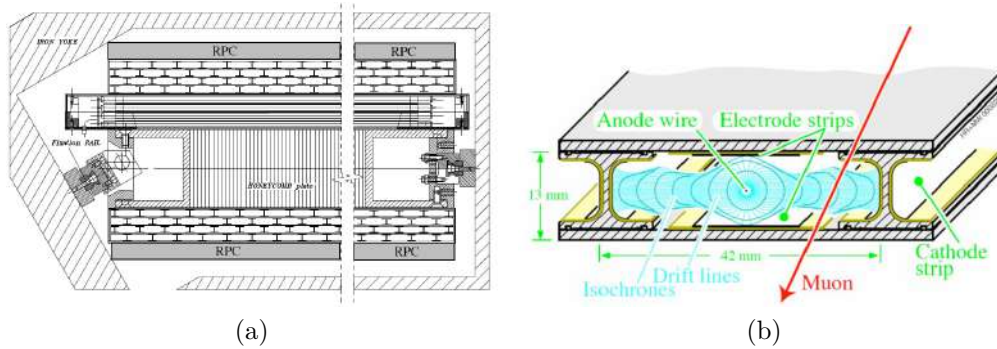 RPC
RPC
IRON YOKE
Fixation RAIL
HONEYCOMB plate
RPC
RPC
(a)
Anode wire
Electrode strips
13 mm
42 mm
Cathode
strip
Drift lines
Isochrones
Muon
(b)